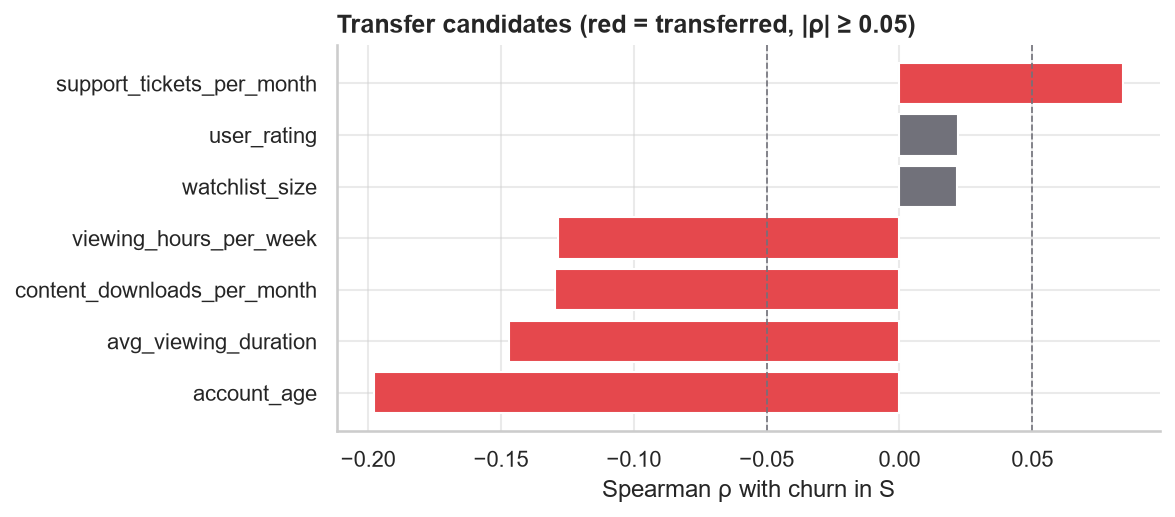 Transfer candidates (red = transferred, |ρ| ≥ 0.05)
support_tickets_per_month
user_rating
watchlist_size
viewing_hours_per_week
content_downloads_per_month
avg_viewing_duration
account_age
−0.20 −0.15 −0.10 −0.05 0.00 0.05
Spearman ρ with churn in S